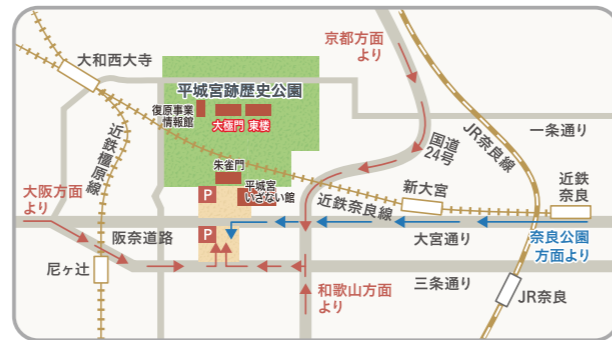 京都方面
より
大和西大寺
平城宮跡歴史公園
復原事業
情報館
大極門
東楼
国道
24号
JR奈良線
一条通り
近鉄橿原線
朱雀門
平城宮
いざない館
P
新大宮
近鉄
奈良
大阪方面
より
近鉄奈良線
阪奈道路
P
大宮通り
奈良公園
方面より
尼ヶ辻
和歌山方面
より
三条通り
JR奈良